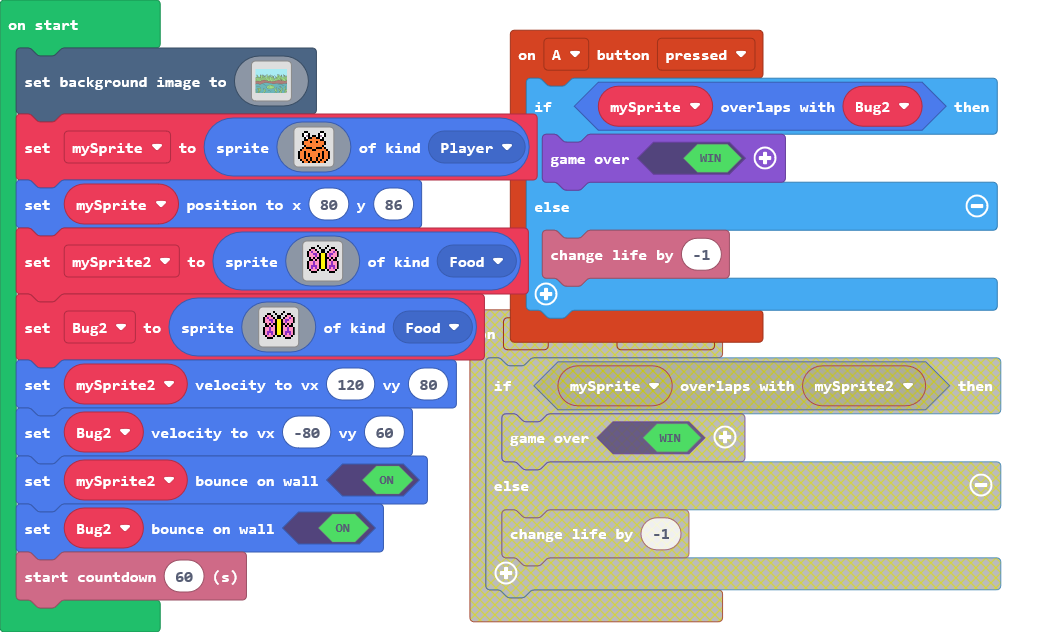 on start
set background image to
set mySprite to sprite of kind Player
set mySprite position to x 80 y 86
set mySprite2 to sprite of kind Food
set Bug2 to sprite of kind Food
set mySprite2 velocity to vx 120 vy 80
set Bug2 velocity to vx -80 vy 60
set mySprite2 bounce on wall ON
set Bug2 bounce on wall ON
start countdown 60 (s)
on A button pressed
if mySprite overlaps with Bug2 then
game over WIN
else
change life by -1
on
if mySprite overlaps with mySprite2 then
game over WIN
else
change life by -1